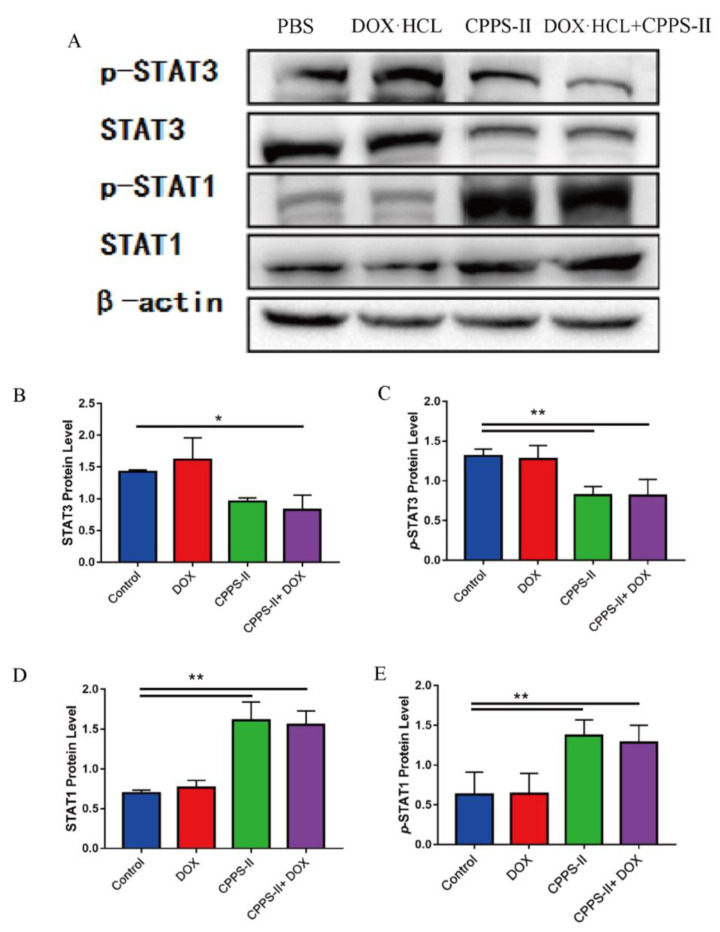 A
PBS DOX·HCL CPPS-II DOX·HCL+CPPS-II
p-STAT3
STAT3
p-STAT1
STAT1
β-actin
B
STAT3 Protein Level
2.5
2.0
1.5
1.0
0.5
0.0
*
Control
DOX
CPPS-II
CPPS-II+ DOX
C
p-STAT3 Protein Level
2.0
1.5
1.0
0.5
0.0
**
Control
DOX
CPPS-II
CPPS-II+ DOX
D
STAT1 Protein Level
2.0
1.5
1.0
0.5
0.0
**
Control
DOX
CPPS-II
CPPS-II+ DOX
E
p-STAT1 Protein Level
2.0
1.5
1.0
0.5
0.0
**
Control
DOX
CPPS-II
CPPS-II+ DOX